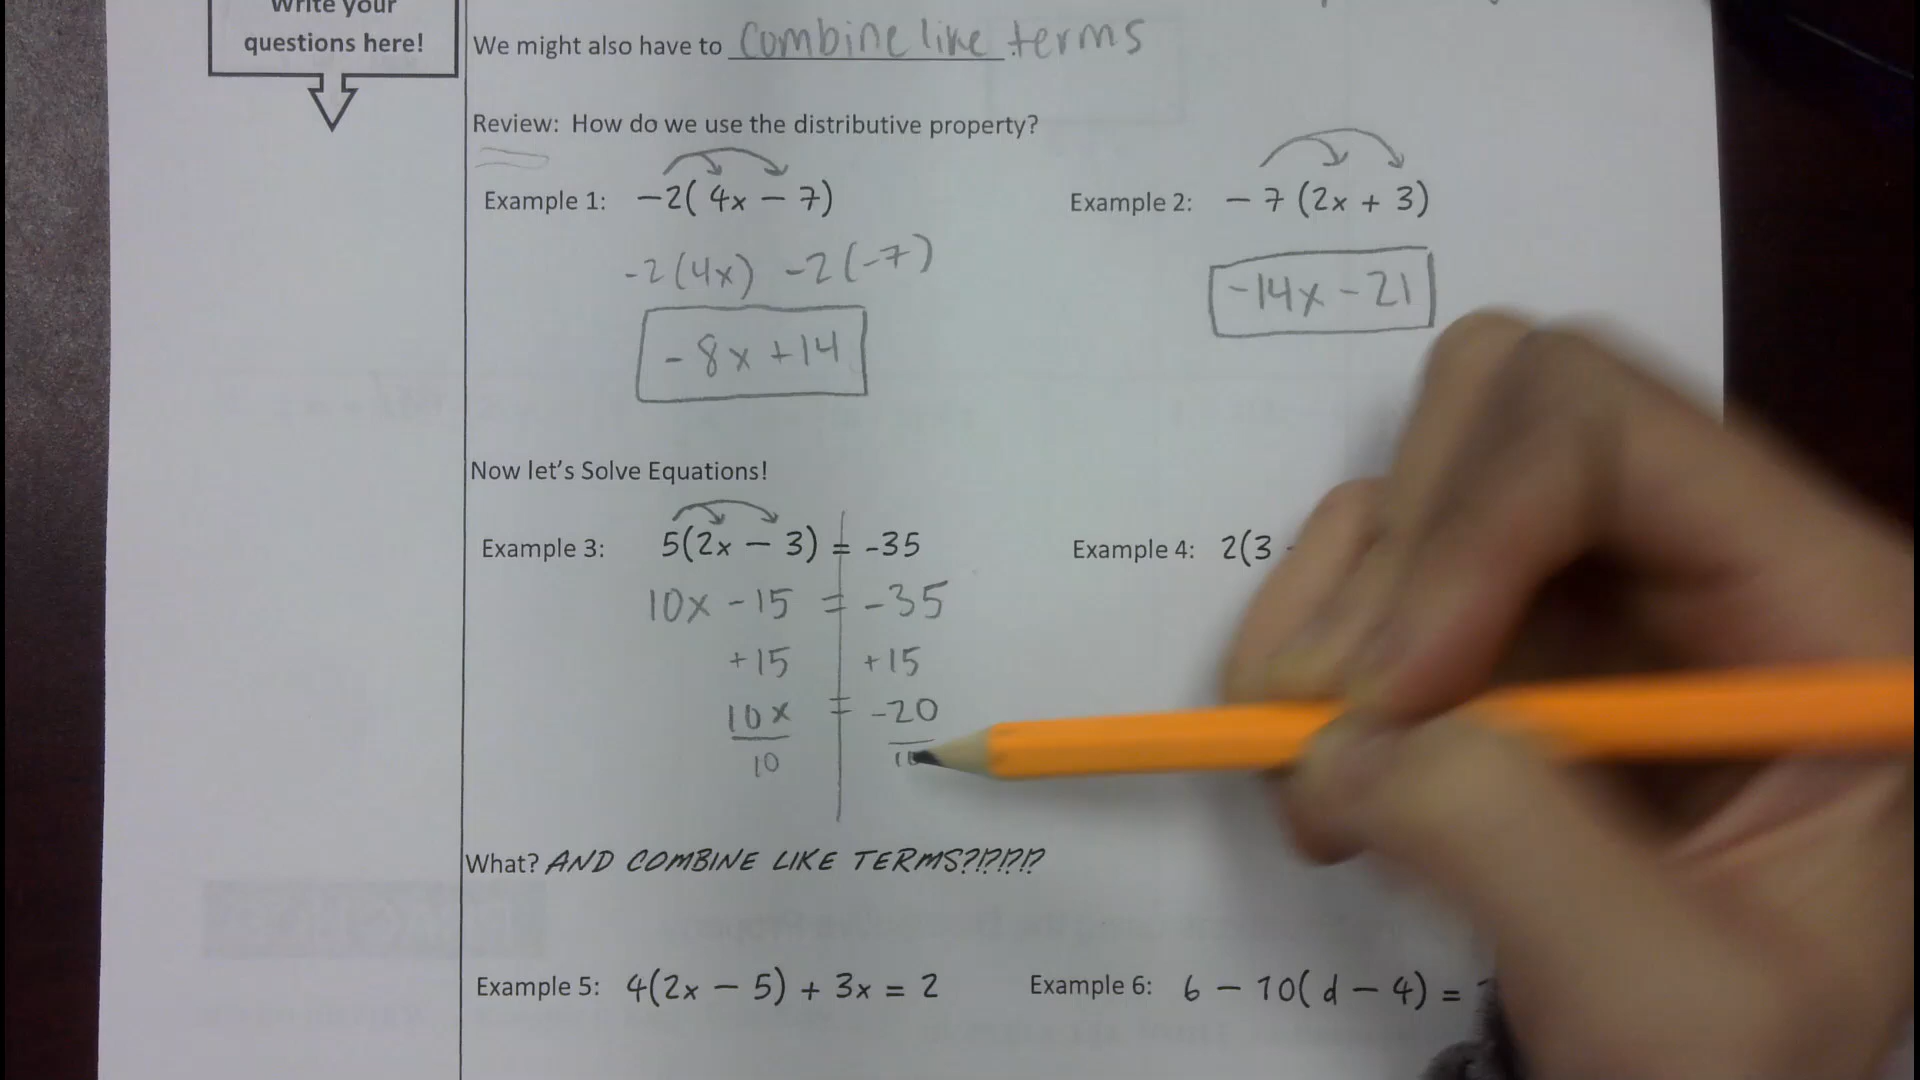 Write your
questions here!
We might also have to combine like terms
Review: How do we use the distributive property?
Example 1: −2( 4x − 7)
-2(4x) -2(-7)
-8x+14
Example 2: − 7 (2x + 3)
-14x-21
Now let's Solve Equations!
Example 3: 5(2x − 3) = -35
10x -15 = -35
+15 +15
10x = -20
10 10
Example 4: 2(3
What? AND COMBINE LIKE TERMS?!?!?!?
Example 5: 4(2x − 5) + 3x = 2
Example 6: 6 − 10( d − 4) =